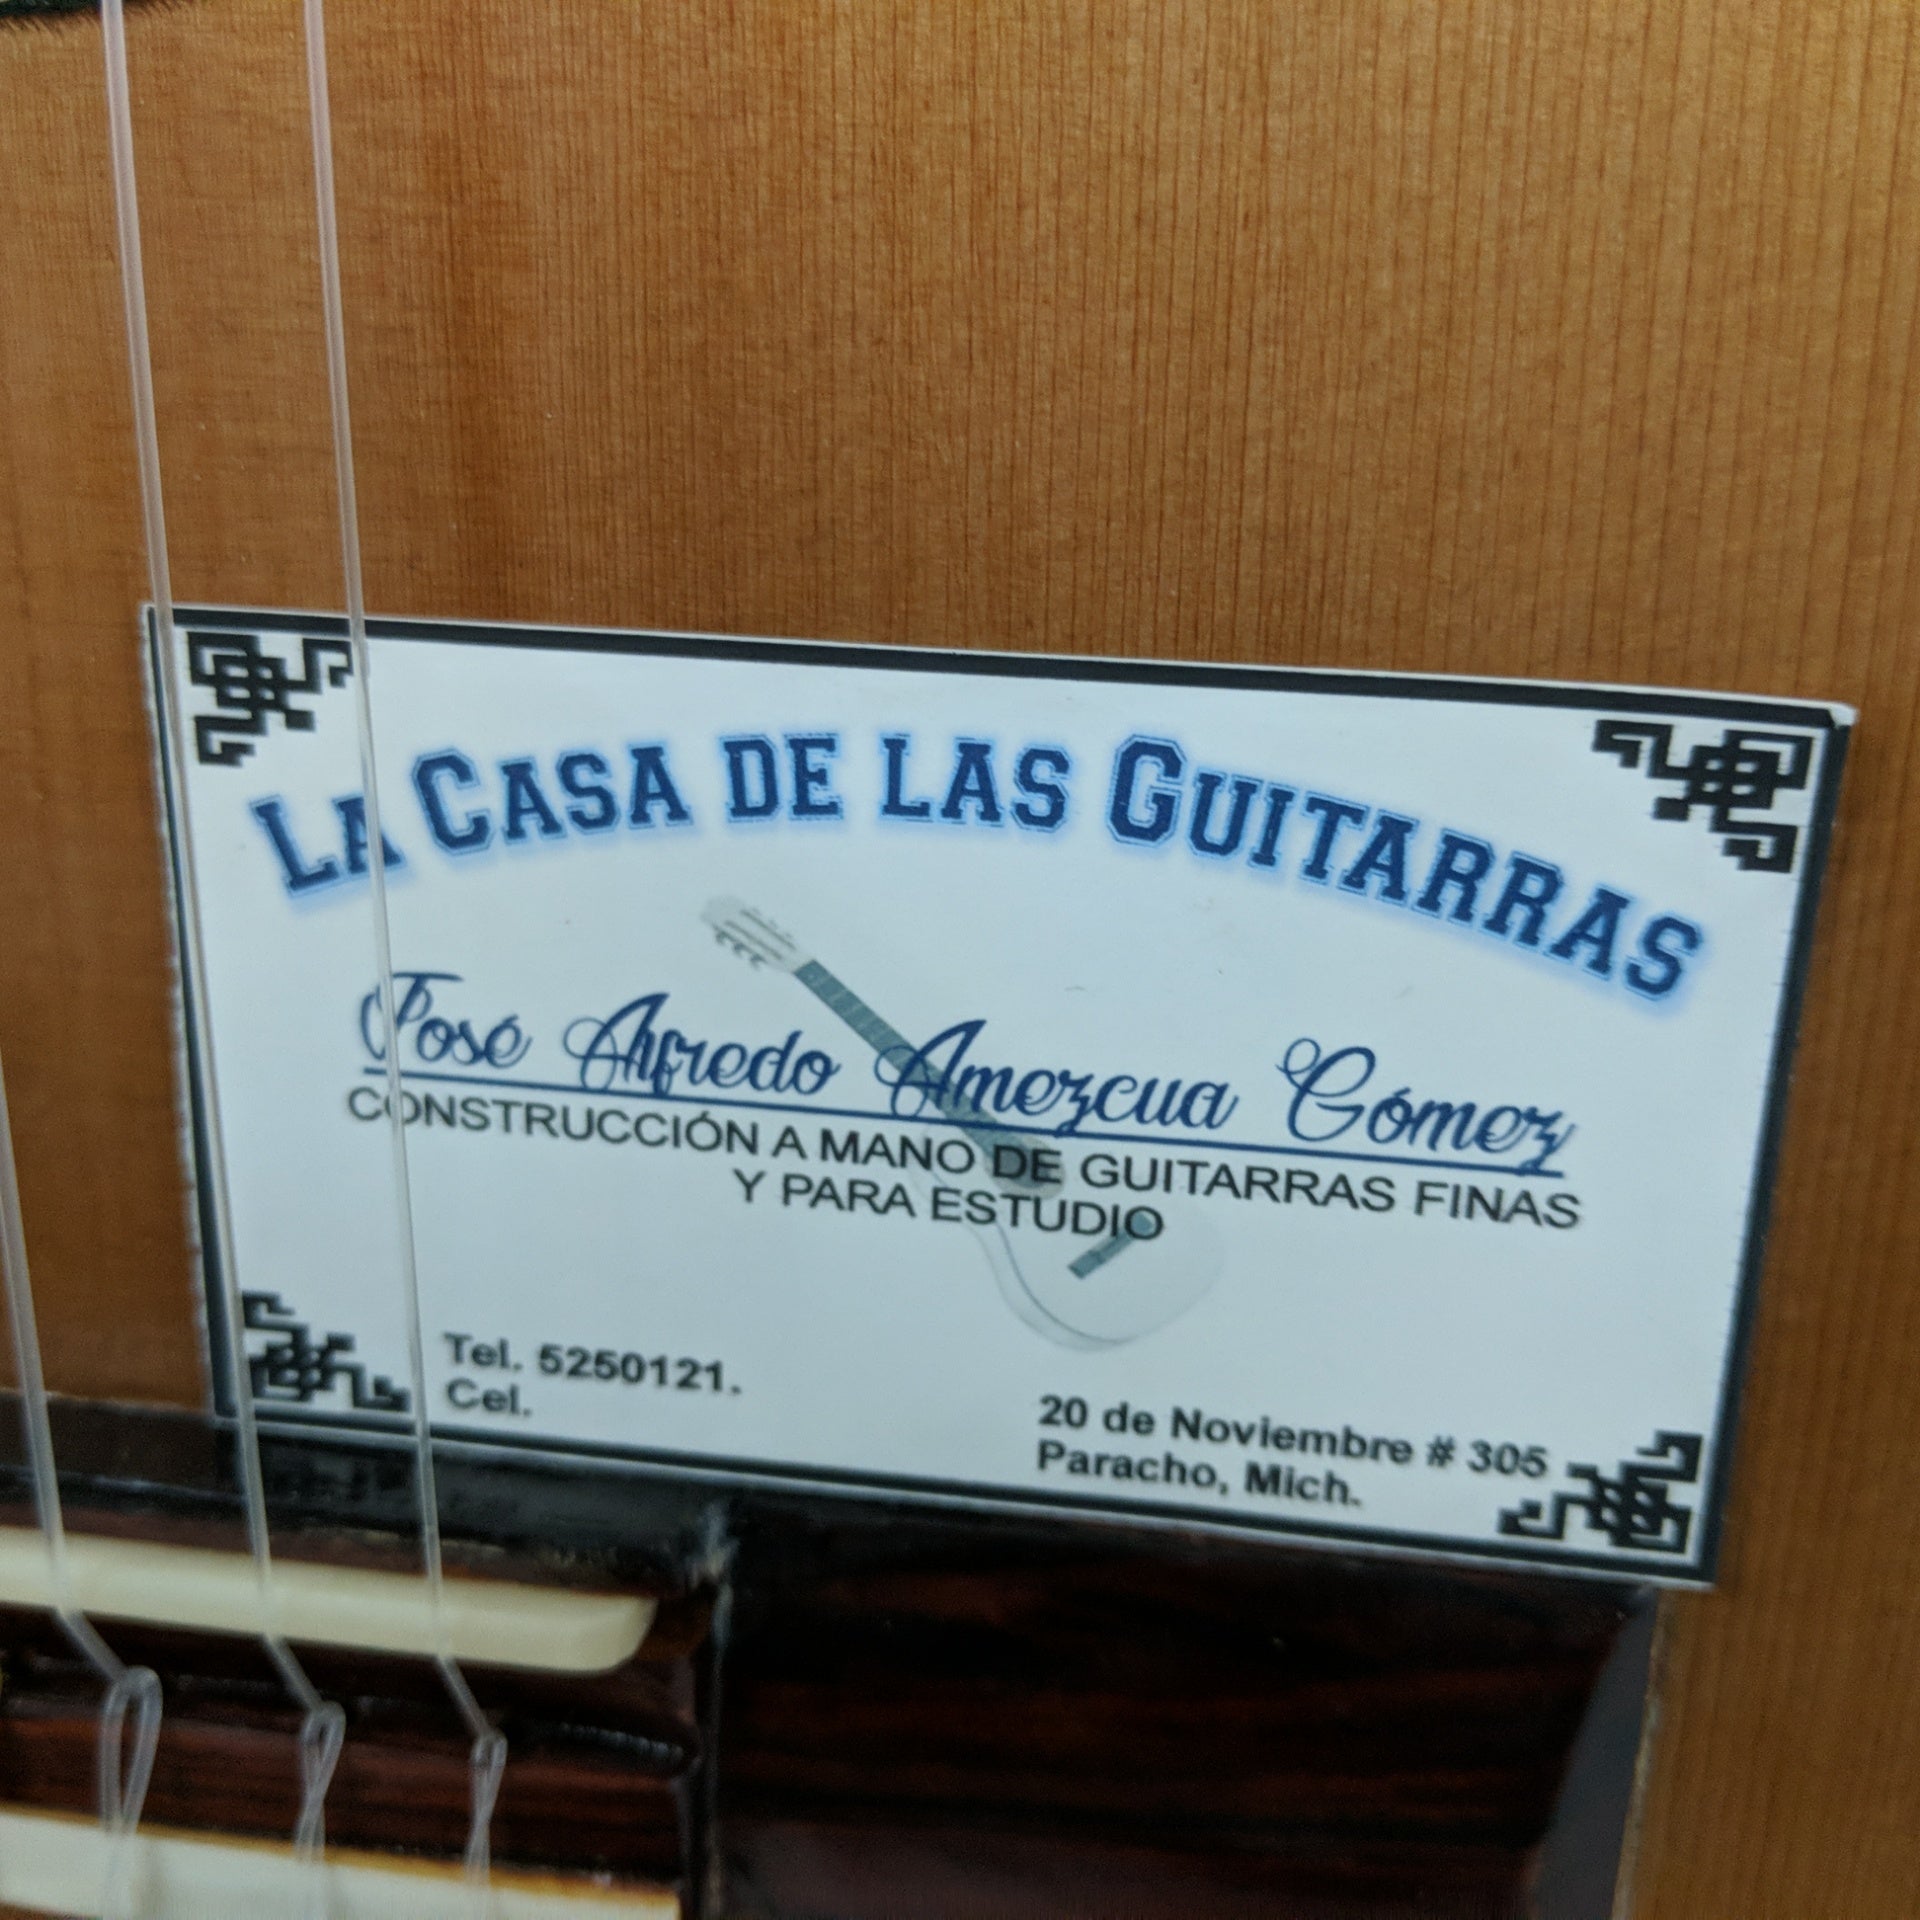 LA CASA DE LAS GUITARRAS
José Alfredo Amezcua Gómez
CONSTRUCCIÓN A MANO DE GUITARRAS FINAS
Y PARA ESTUDIO
Tel. 5250121.
Cel.
20 de Noviembre # 305
Paracho, Mich.